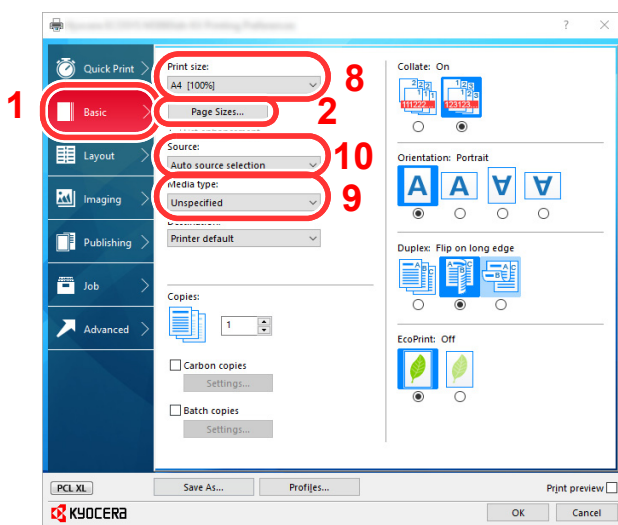 ?
Quick Print
Print size:
A4 [100%]
8
Collate: On
1
Basic
Page Sizes...
2
123
111222...
123123...
Layout
Source:
Auto source selection
10
Orientation: Portrait
Imaging
Media type:
Unspecified
9
A A A A
Publishing
Printer default
Duplex: Flip on long edge
Job
Copies:
1
Advanced
EcoPrint: Off
Carbon copies
Settings...
Batch copies
Settings...
PCL XL
Save As...
Profiles...
Print preview
KYOCERA
OK
Cancel